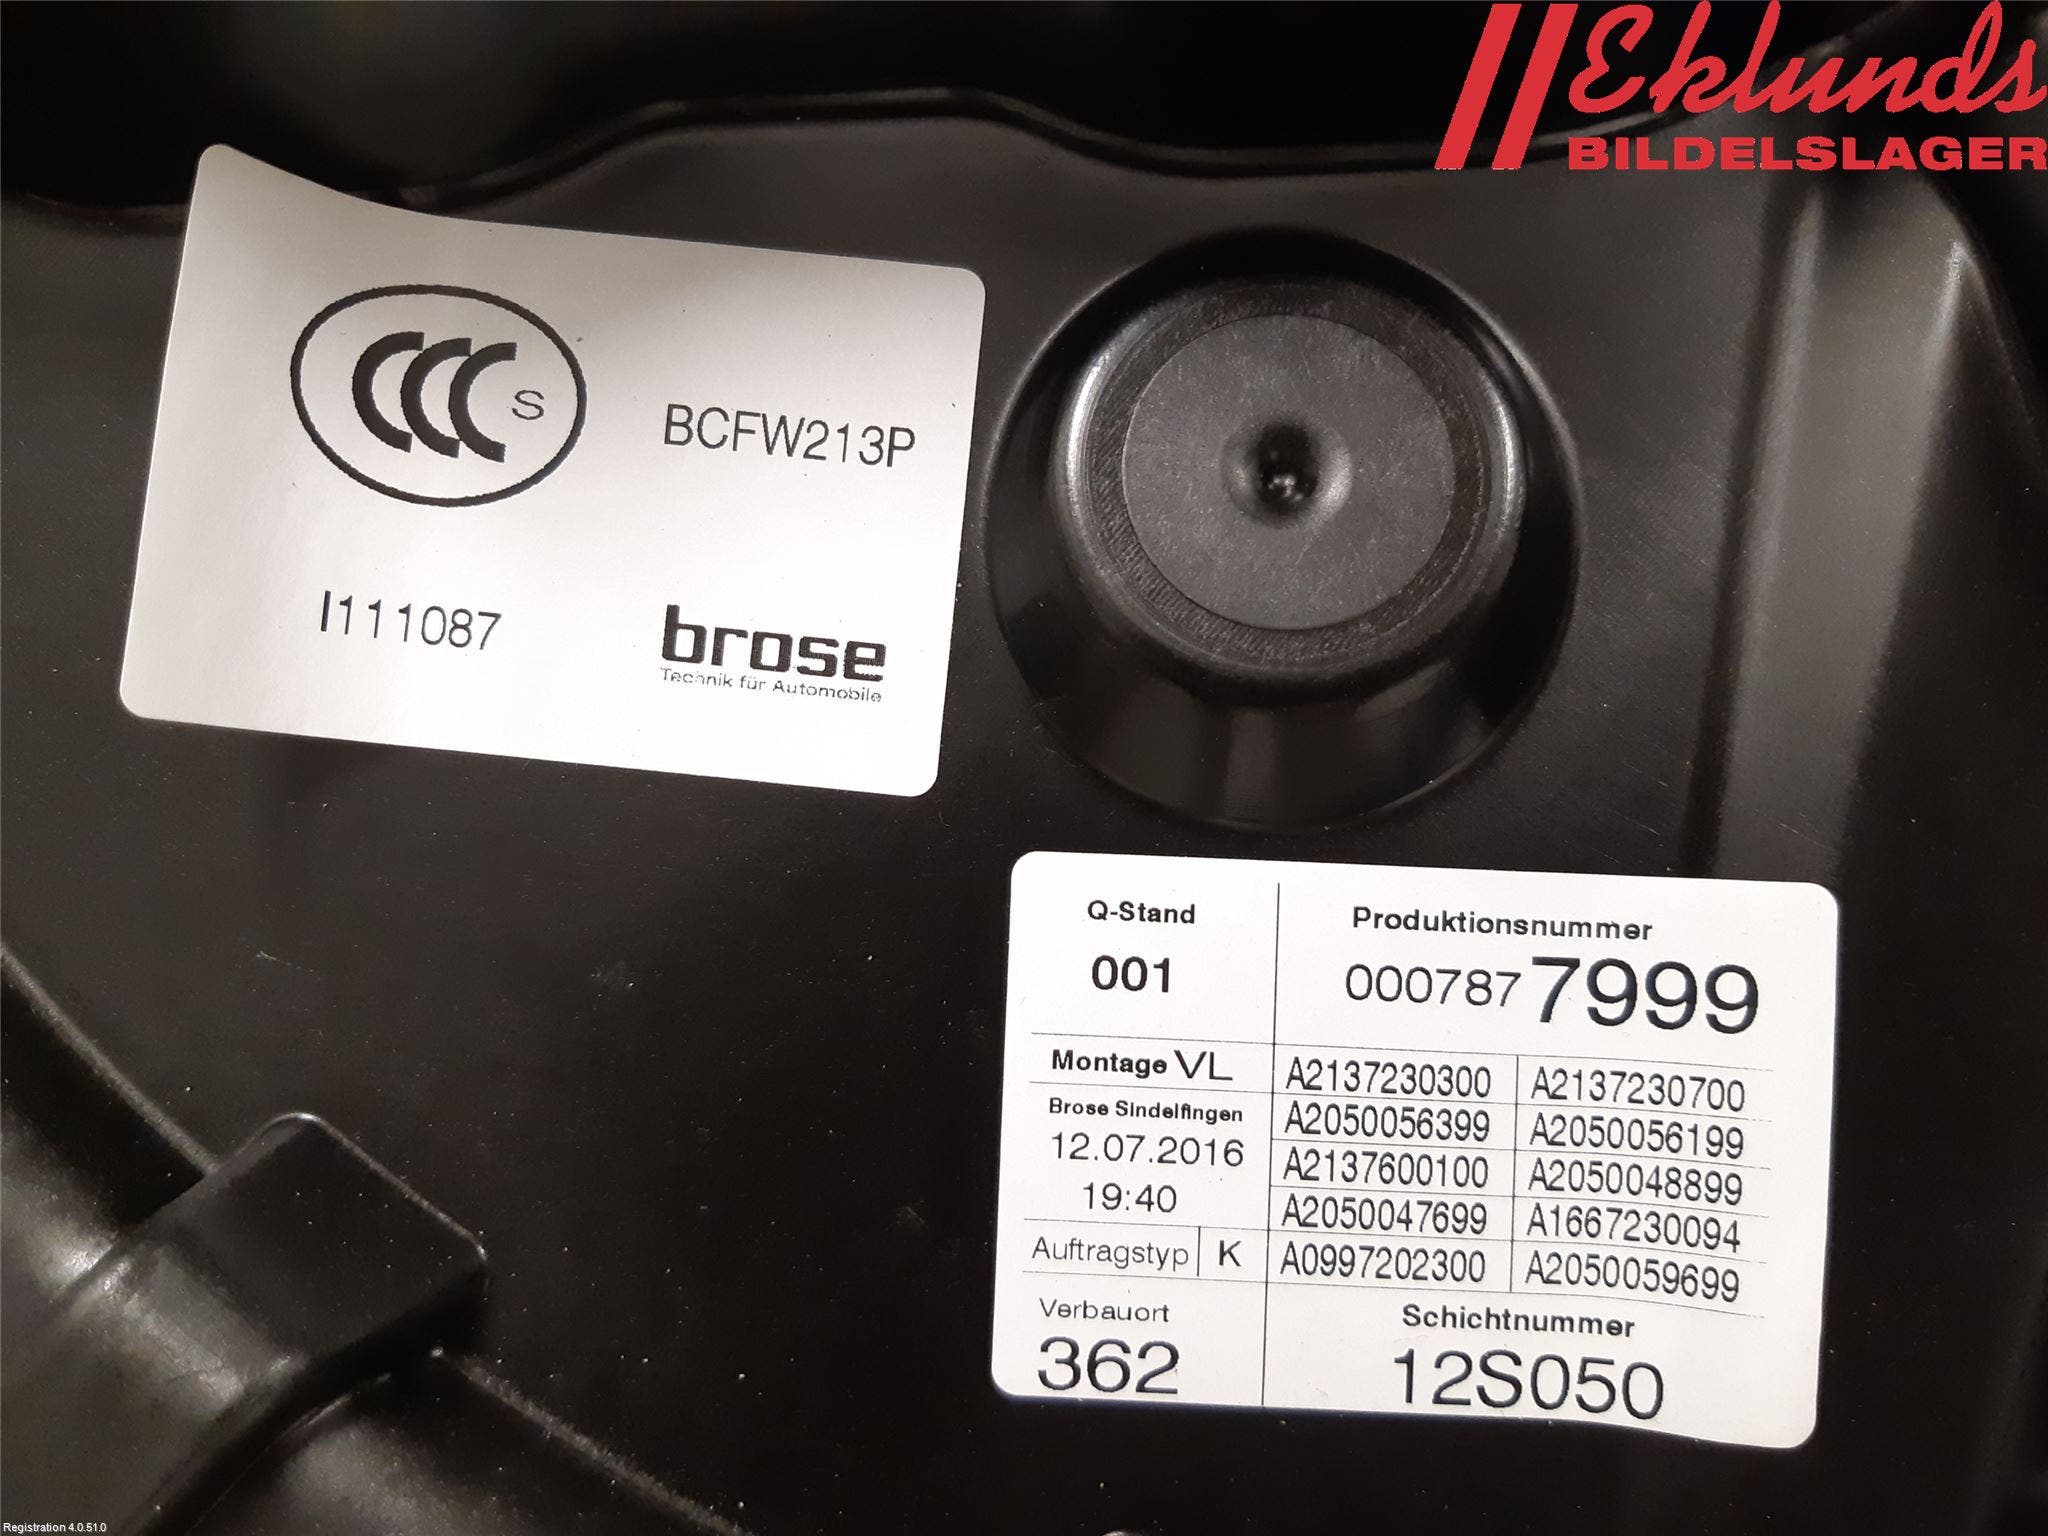 Eklunds
BILDELSLAGER
CCC S
BCFW213P
I111087
brose
Technik für Automobile
Q-Stand
001
Produktionsnummer
0007877999
Montage VL
Brose Sindelfingen
12.07.2016
19:40
Auftragstyp K
A2137230300 A2137230700
A2050056399 A2050056199
A2137600100 A2050048899
A2050047699 A1667230094
A0997202300 A2050059699
Verbauort
362
Schichtnummer
12S050
Registration 4.0.51.0